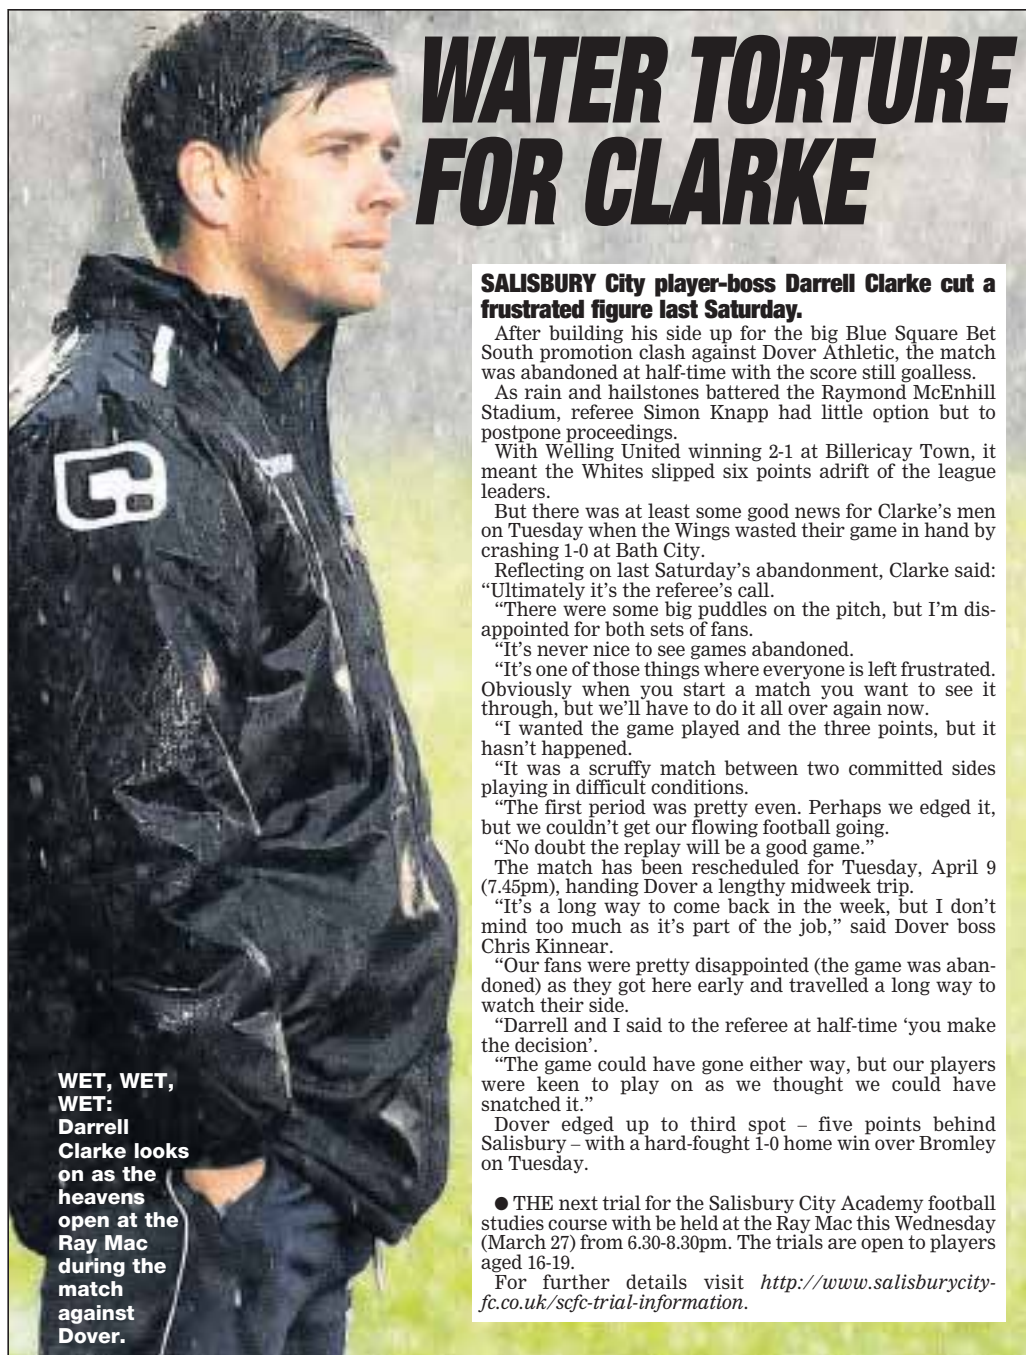 WATER TORTURE
FOR CLARKE
SALISBURY City player-boss Darrell Clarke cut a
frustrated figure last Saturday.
After building his side up for the big Blue Square Bet
South promotion clash against Dover Athletic, the match
was abandoned at half-time with the score still goalless.
As rain and hailstones battered the Raymond McEnhill
Stadium, referee Simon Knapp had little option but to
postpone proceedings.
With Welling United winning 2-1 at Billericay Town, it
meant the Whites slipped six points adrift of the league
leaders.
But there was at least some good news for Clarke’s men
on Tuesday when the Wings wasted their game in hand by
crashing 1-0 at Bath City.
Reflecting on last Saturday’s abandonment, Clarke said:
“Ultimately it’s the referee’s call.
“There were some big puddles on the pitch, but I’m dis-
appointed for both sets of fans.
“It’s never nice to see games abandoned.
“It’s one of those things where everyone is left frustrated.
Obviously when you start a match you want to see it
through, but we’ll have to do it all over again now.
“I wanted the game played and the three points, but it
hasn’t happened.
“It was a scruffy match between two committed sides
playing in difficult conditions.
“The first period was pretty even. Perhaps we edged it,
but we couldn’t get our flowing football going.
“No doubt the replay will be a good game.”
The match has been rescheduled for Tuesday, April 9
(7.45pm), handing Dover a lengthy midweek trip.
“It’s a long way to come back in the week, but I don’t
mind too much as it’s part of the job,” said Dover boss
Chris Kinnear.
“Our fans were pretty disappointed (the game was aban-
doned) as they got here early and travelled a long way to
watch their side.
“Darrell and I said to the referee at half-time ‘you make
the decision’.
“The game could have gone either way, but our players
were keen to play on as we thought we could have
snatched it.”
Dover edged up to third spot – five points behind
Salisbury – with a hard-fought 1-0 home win over Bromley
on Tuesday.
● THE next trial for the Salisbury City Academy football
studies course with be held at the Ray Mac this Wednesday
(March 27) from 6.30-8.30pm. The trials are open to players
aged 16-19.
For further details visit http://www.salisburycity-
fc.co.uk/scfc-trial-information.
WET, WET,
WET:
Darrell
Clarke looks
on as the
heavens
open at the
Ray Mac
during the
match
against
Dover.